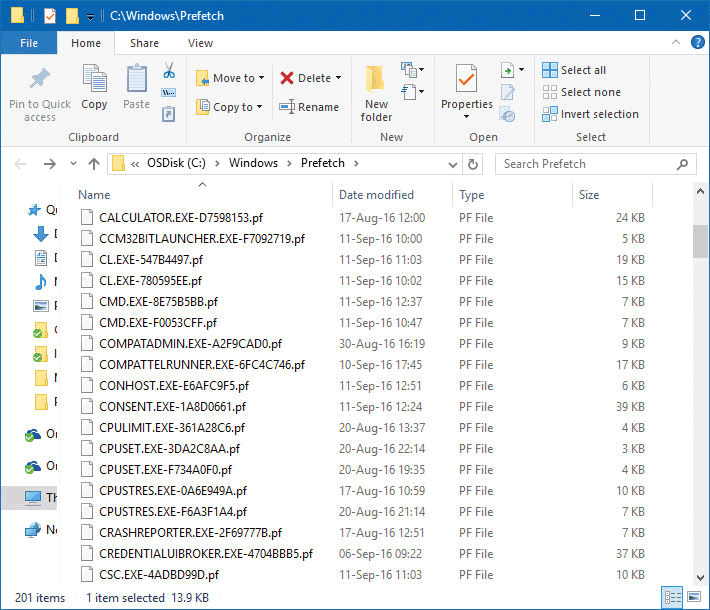 C:\Windows\Prefetch
File Home Share View
Pin to Quick access
Copy
Paste
Move to
Copy to
Delete
Rename
New folder
Properties
Select all
Select none
Invert selection
Clipboard Organize New Open Select
« OSDisk (C:) › Windows › Prefetch › Search Prefetch
Name Date modified Type Size
CALCULATOR.EXE-D7598153.pf 17-Aug-16 12:00 PF File 24 KB
CCM32BITLAUNCHER.EXE-F7092719.pf 11-Sep-16 10:00 PF File 5 KB
CL.EXE-547B4497.pf 11-Sep-16 11:03 PF File 19 KB
CL.EXE-780595EE.pf 11-Sep-16 10:02 PF File 15 KB
CMD.EXE-8E75B5BB.pf 11-Sep-16 12:37 PF File 7 KB
CMD.EXE-F0053CFF.pf 11-Sep-16 10:47 PF File 7 KB
COMPATADMIN.EXE-A2F9CAD0.pf 30-Aug-16 16:19 PF File 9 KB
COMPATTELRUNNER.EXE-6FC4C746.pf 10-Sep-16 17:45 PF File 17 KB
CONHOST.EXE-E6AFC9F5.pf 11-Sep-16 12:51 PF File 6 KB
CONSENT.EXE-1A8D0661.pf 11-Sep-16 12:24 PF File 39 KB
CPULIMIT.EXE-361A28C6.pf 20-Aug-16 13:37 PF File 4 KB
CPUSET.EXE-3DA2C8AA.pf 20-Aug-16 22:14 PF File 3 KB
CPUSET.EXE-F734A0F0.pf 20-Aug-16 19:35 PF File 4 KB
CPUSTRES.EXE-0A6E949A.pf 17-Aug-16 10:59 PF File 10 KB
CPUSTRES.EXE-F6A3F1A4.pf 20-Aug-16 21:14 PF File 7 KB
CRASHREPORTER.EXE-2F69777B.pf 17-Aug-16 12:51 PF File 7 KB
CREDENTIALUIBROKER.EXE-4704BBB5.pf 06-Sep-16 09:22 PF File 37 KB
CSC.EXE-4ADBD99D.pf 11-Sep-16 11:03 PF File 10 KB
201 items 1 item selected 13.9 KB